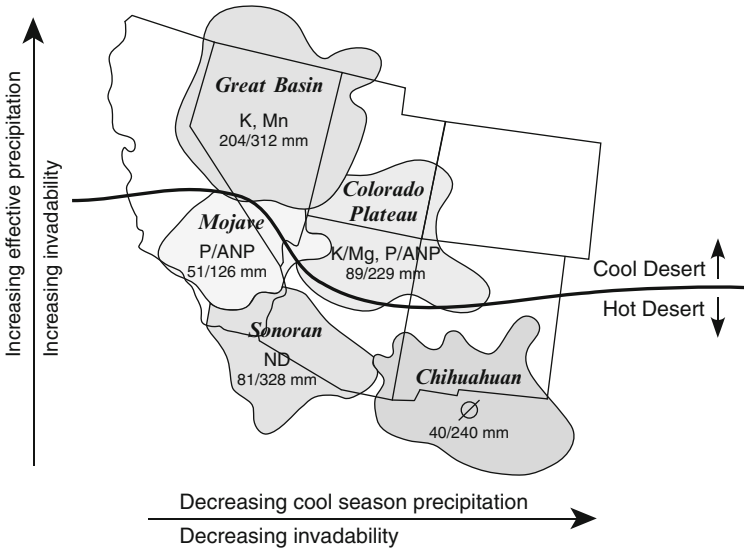 Increasing effective precipitation
Increasing invadability
Great Basin
K, Mn
204/312 mm
Colorado
Plateau
K/Mg, P/ANP
89/229 mm
Mojave
P/ANP
51/126 mm
Cool Desert
Hot Desert
Sonoran
ND
81/328 mm
Chihuahuan
∅
40/240 mm
Decreasing cool season precipitation
Decreasing invadability